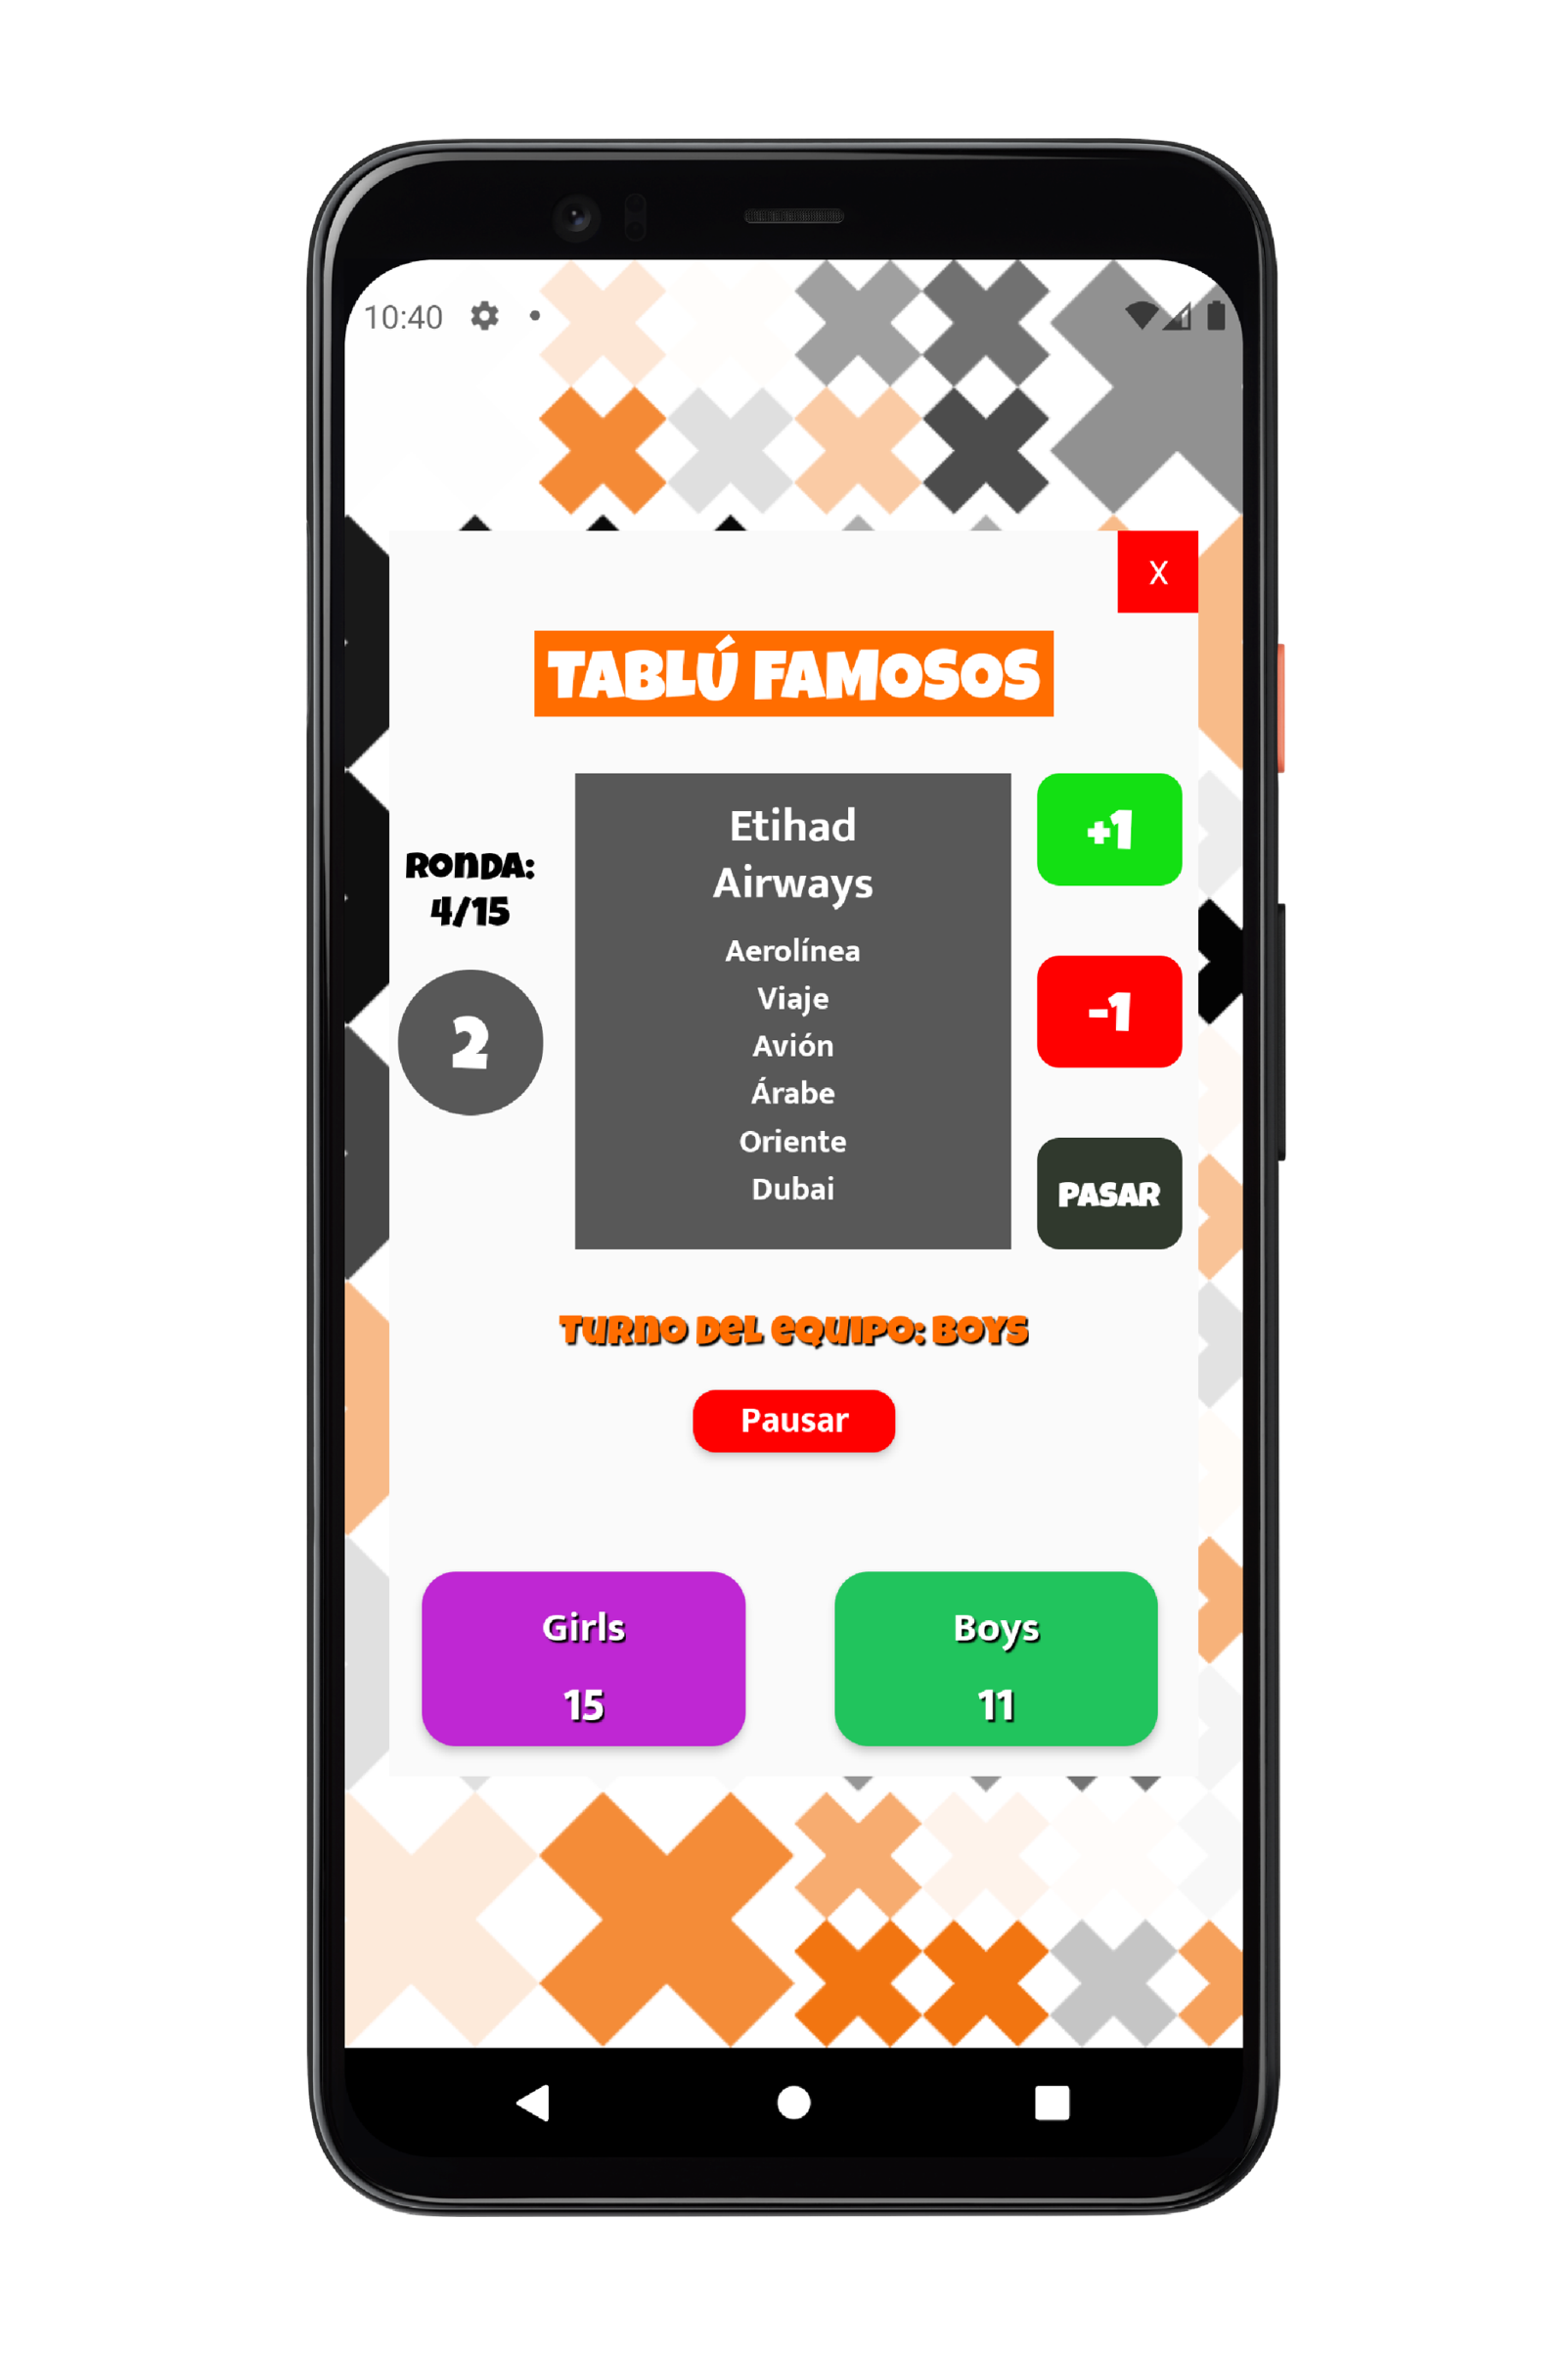 10:40
X
TABLÚ FAMOSOS
RONDA:
4/15
2
Etihad
Airways
Aerolínea
Viaje
Avión
Árabe
Oriente
Dubai
+1
-1
PASAR
TURNO DEL EQUIPO: BOYS
Pausar
Girls
15
Boys
11